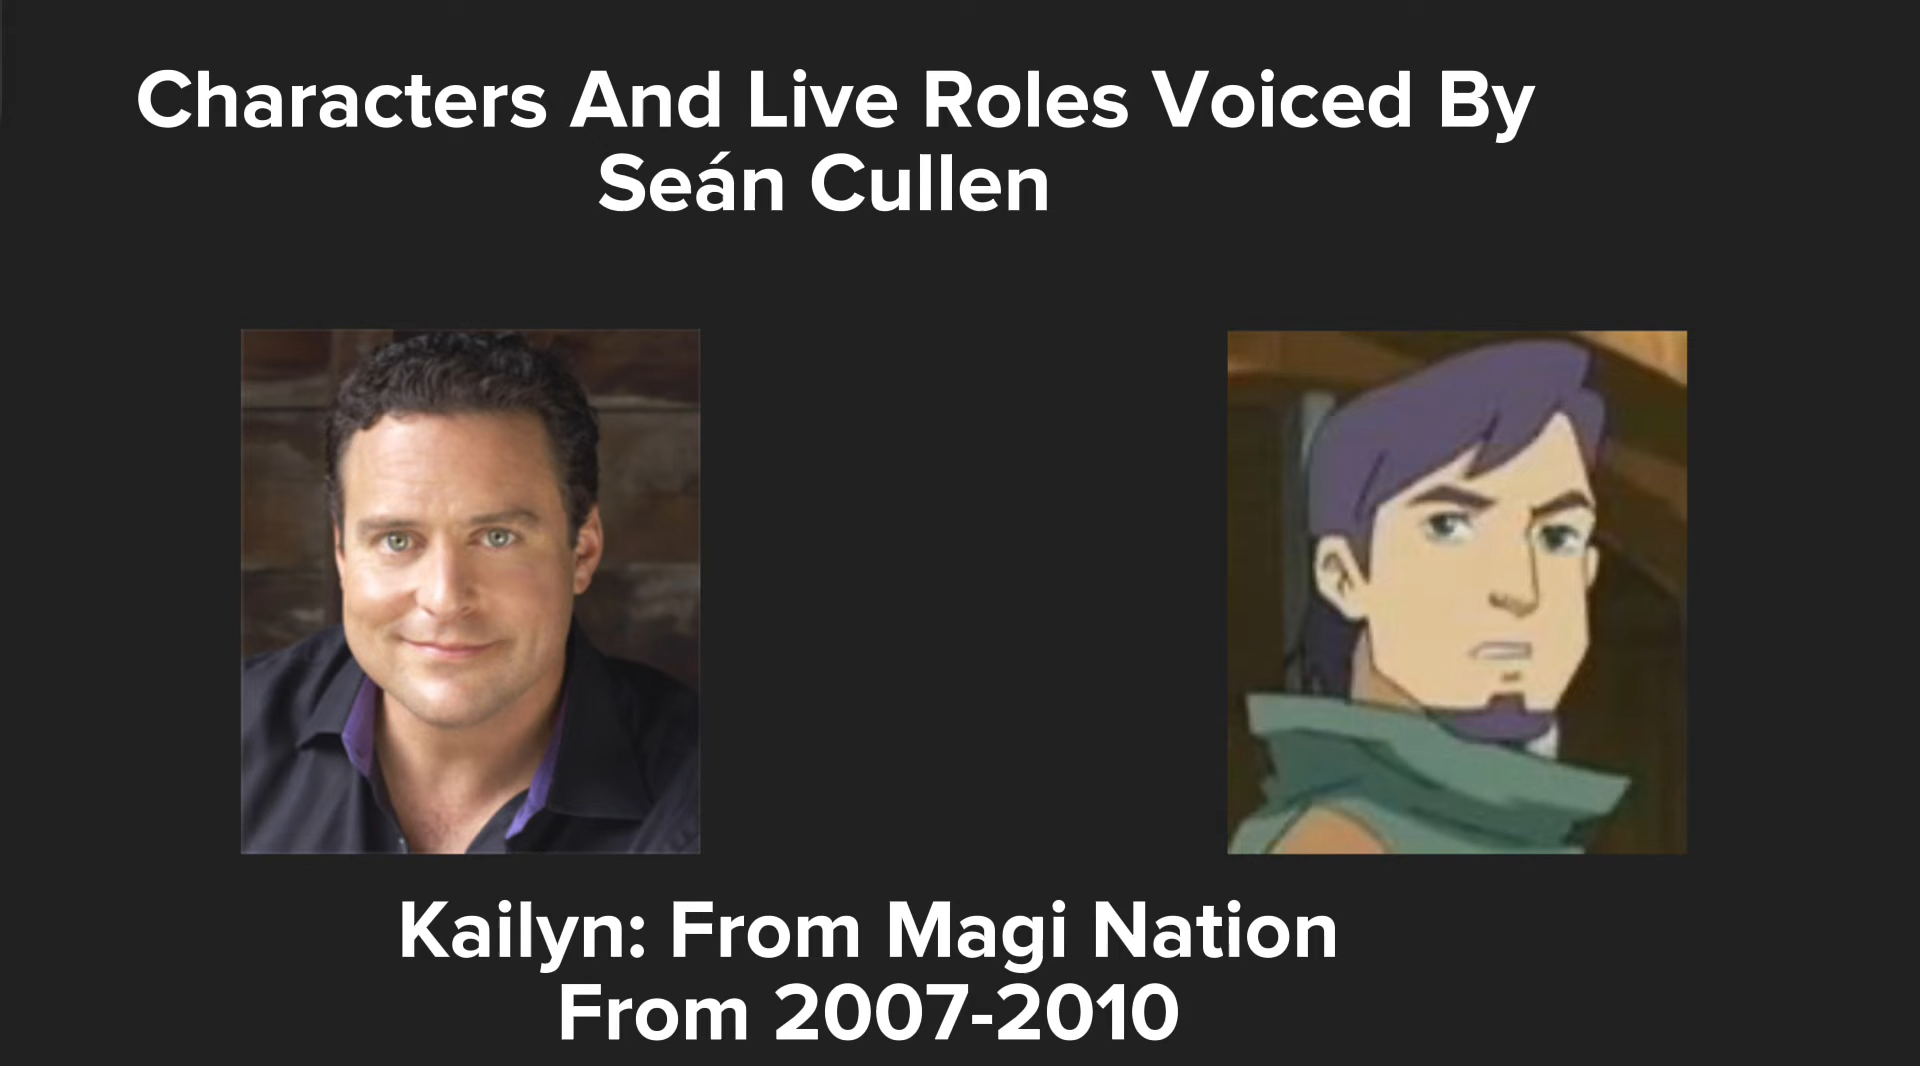 Characters And Live Roles Voiced By
Seán Cullen
Kailyn: From Magi Nation
From 2007-2010